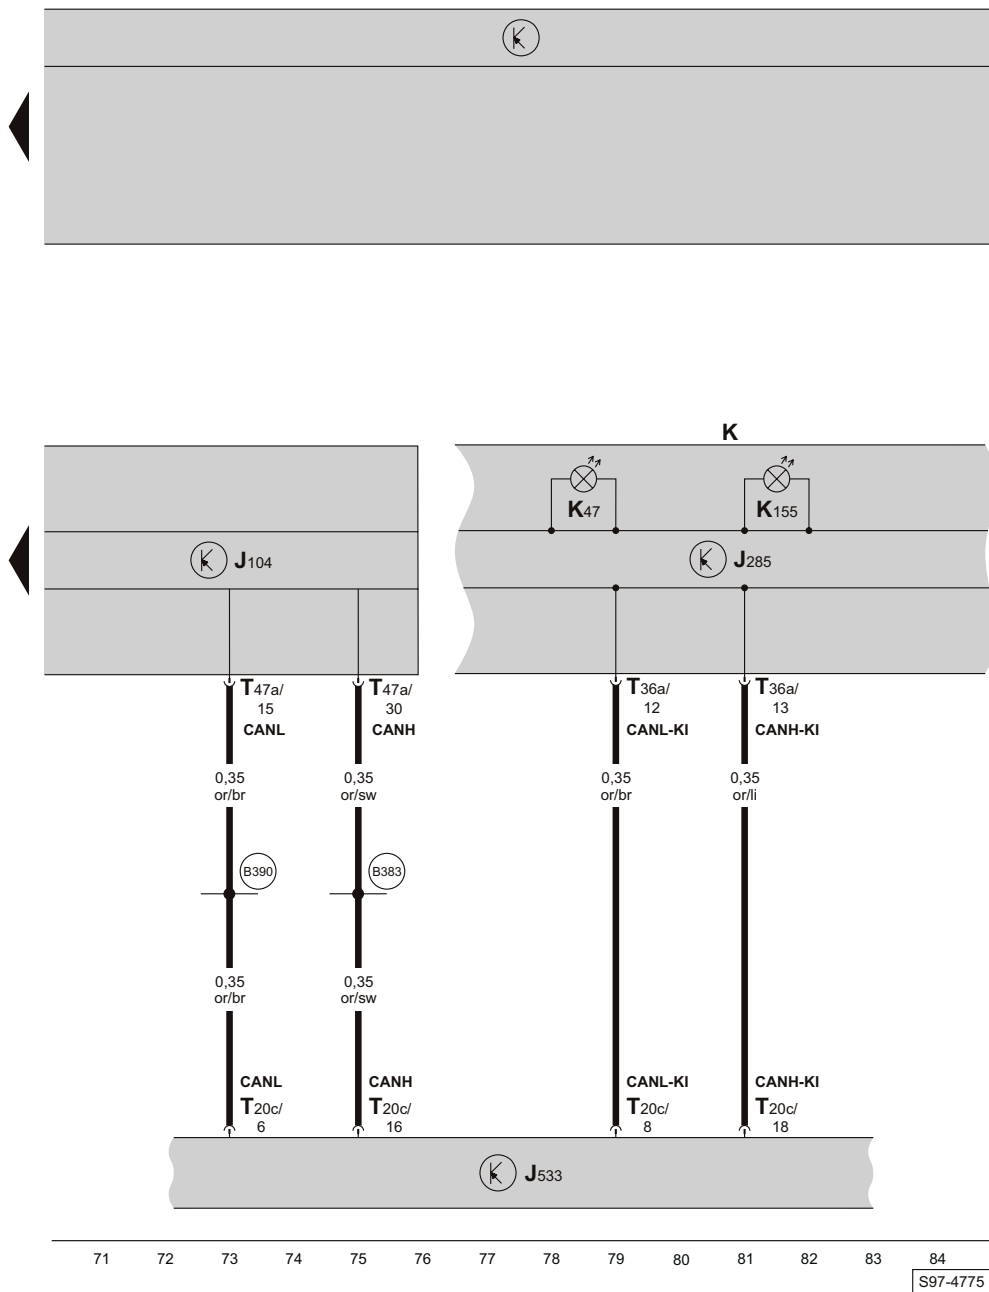 K
K47 K155
J104 J285
T47a/ T47a/ T36a/ T36a/
15 30 12 13
CANL CANH CANL-KI CANH-KI
0,35 0,35 0,35 0,35
or/br or/sw or/br or/li
B390 B383
0,35 0,35
or/br or/sw
CANL CANH CANL-KI CANH-KI
T20c/ T20c/ T20c/ T20c/
6 16 8 18
J533
71 72 73 74 75 76 77 78 79 80 81 82 83 84
S97-4775